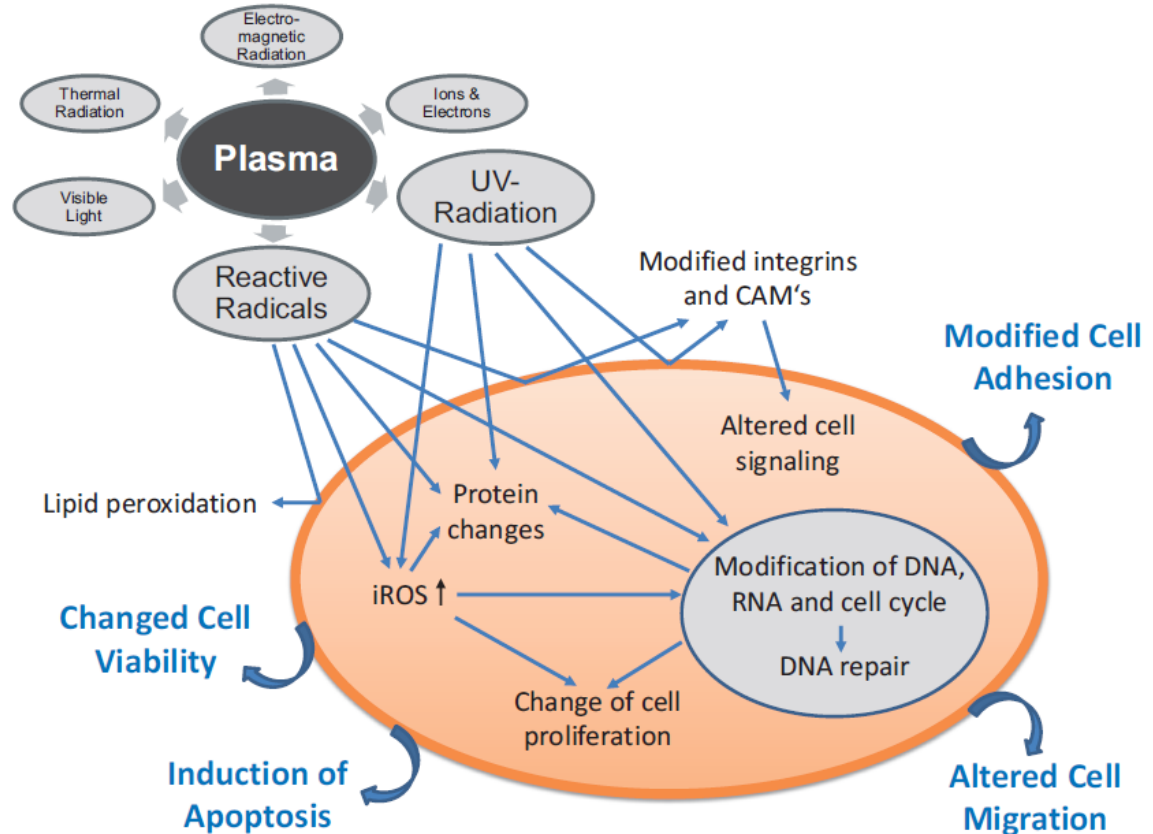 Electro-
magnetic
Radiation
Thermal
Radiation
Ions &
Electrons
Plasma
Visible
Light
UV-
Radiation
Reactive
Radicals
Modified integrins
and CAM‘s
Modified Cell
Adhesion
Altered cell
signaling
Lipid peroxidation
Protein
changes
Modification of DNA,
RNA and cell cycle
iROS
DNA repair
Changed Cell
Viability
Change of cell
proliferation
Induction of
Apoptosis
Altered Cell
Migration